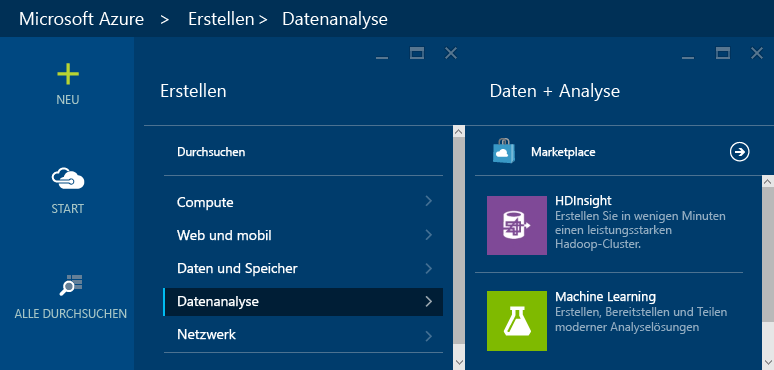 Microsoft Azure > Erstellen > Datenanalyse
NEU
START
ALLE DURCHSUCHEN
Erstellen
Durchsuchen
Compute
Web und mobil
Daten und Speicher
Datenanalyse
Netzwerk
Daten + Analyse
Marketplace
HDInsight
Erstellen Sie in wenigen Minuten
einen leistungsstarken
Hadoop-Cluster.
Machine Learning
Erstellen, Bereitstellen und Teilen
moderner Analyselösungen